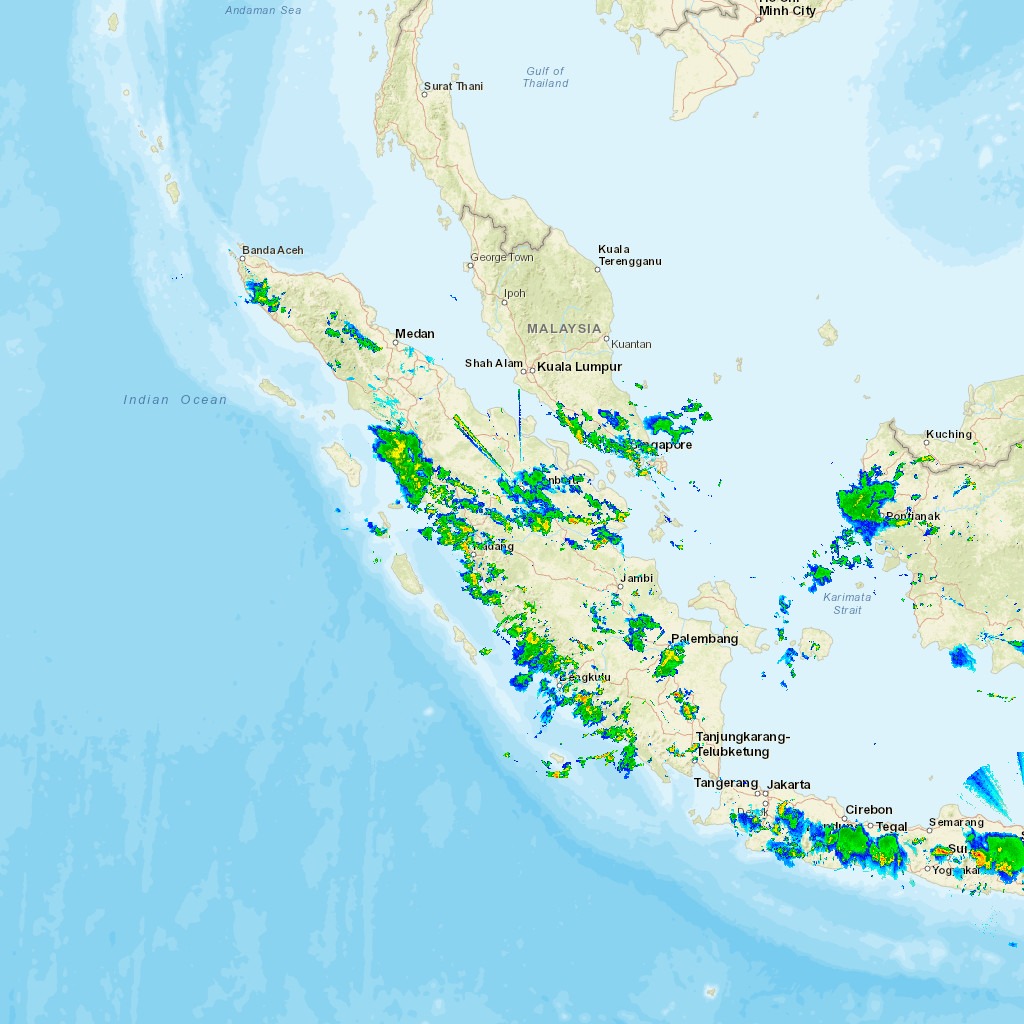 Andaman Sea
Minh City
Gulf of
Thailand
Surat Thani
Banda Aceh
George Town
Kuala
Terengganu
Ipoh
MALAYSIA
Medan
Kuantan
Shah Alam
Kuala Lumpur
Indian Ocean
Kuching
Pontianak
Jambi
Karimata
Strait
Palembang
Tanjungkarang-
Telubketung
Tangerang
Jakarta
Cirebon
Tegal
Semarang